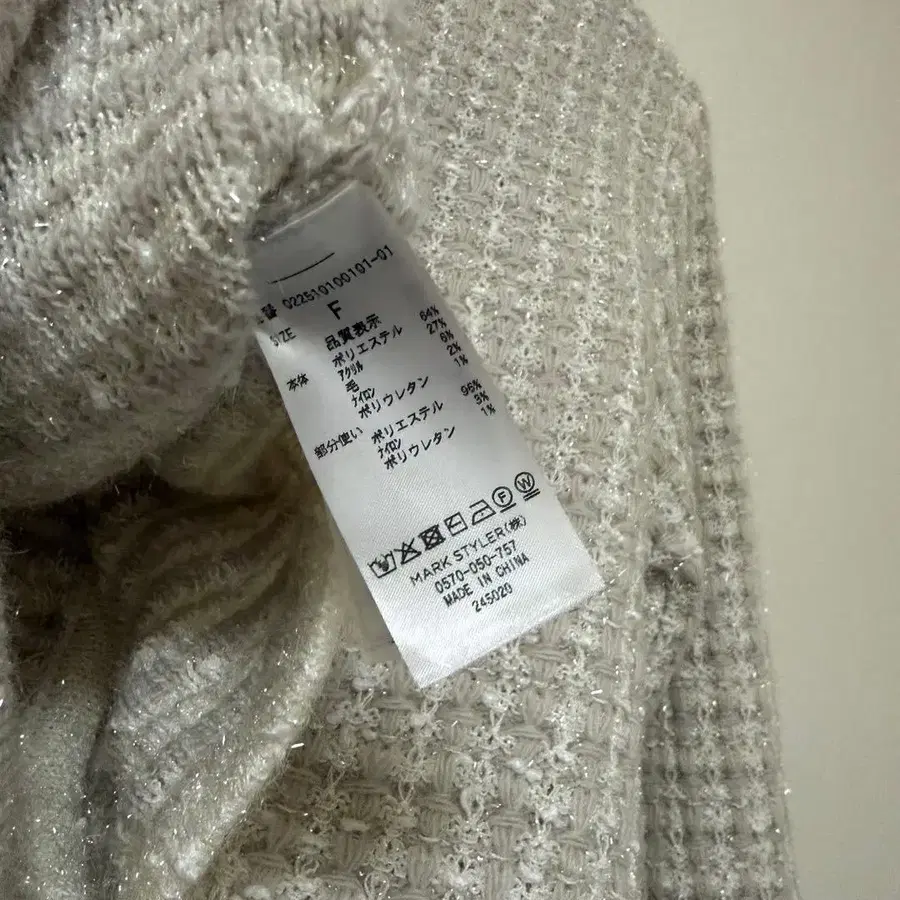 022510100101-01
SIZE F
品質表示
本体 ポリエステル 64%
アクリル 27%
毛 6%
ナイロン 2%
ポリウレタン 1%
部分使い ポリエステル 96%
ナイロン 3%
ポリウレタン 1%
F W
MARK STYLER(株)
0570-050-757
MADE IN CHINA
245020